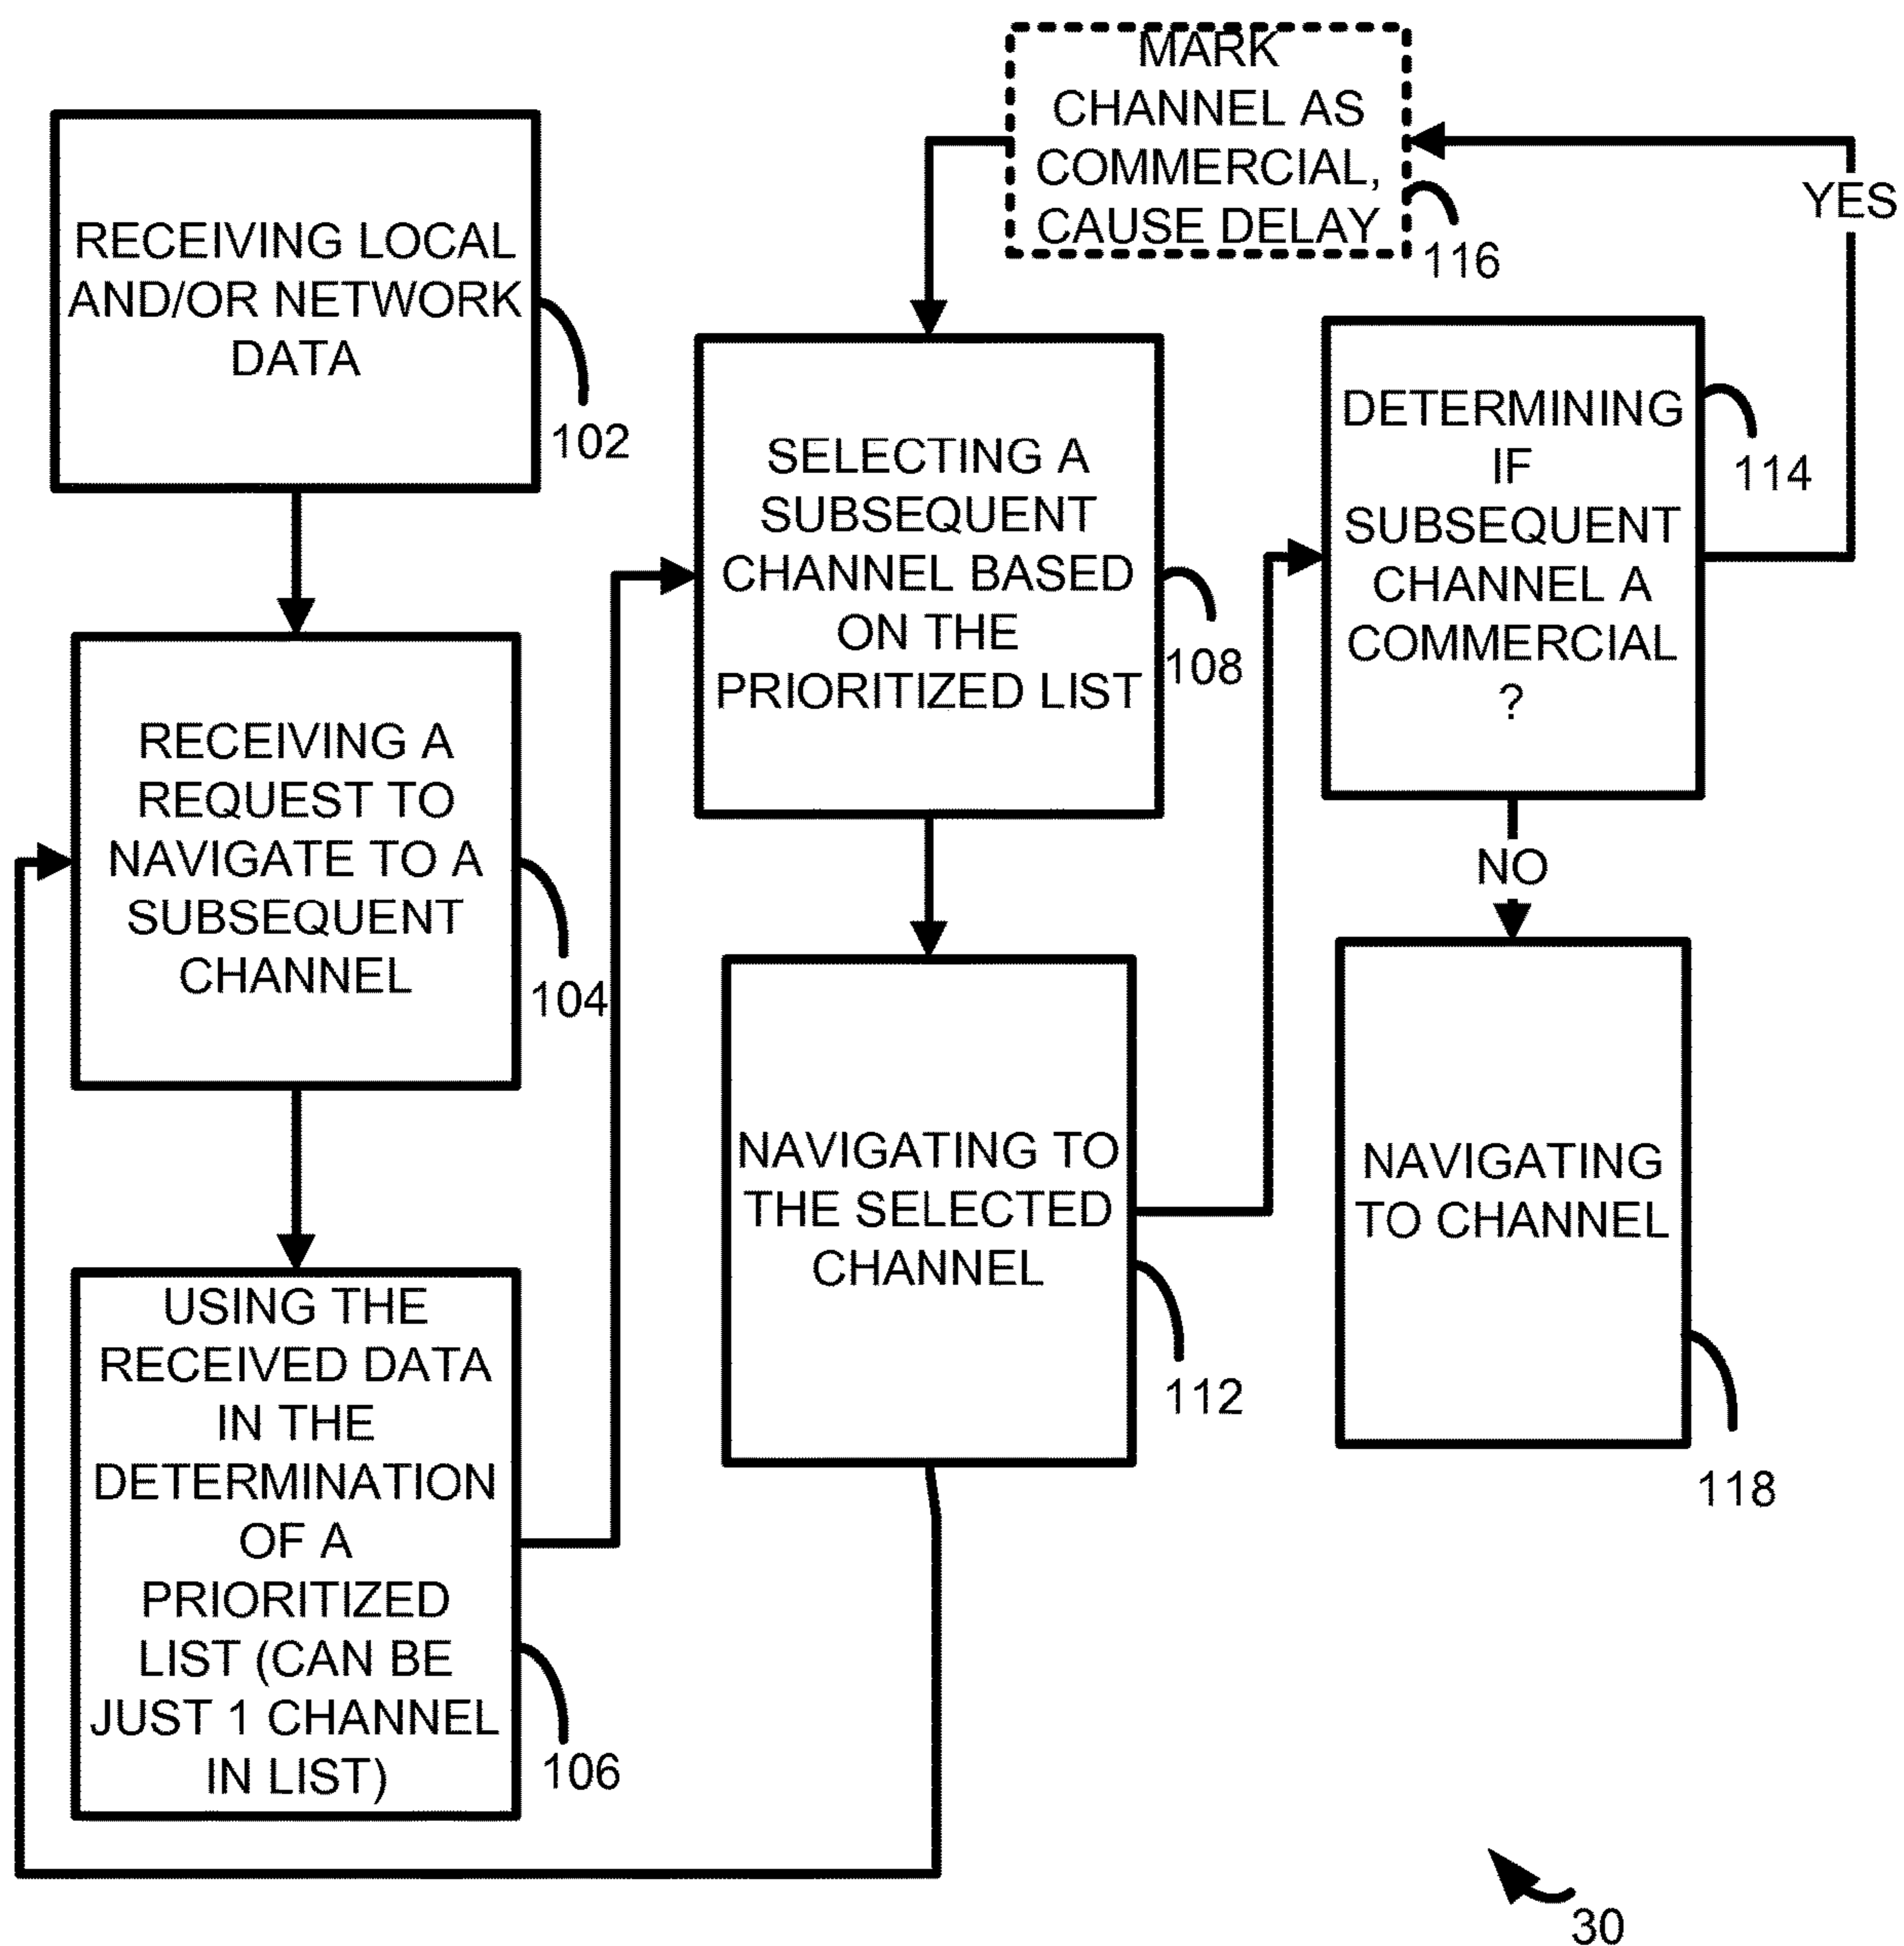 RECEIVING LOCAL
AND/OR NETWORK
DATA
102
RECEIVING A
REQUEST TO
NAVIGATE TO A
SUBSEQUENT
CHANNEL
104
USING THE
RECEIVED DATA
IN THE
DETERMINATION
OF A
PRIORITIZED
LIST (CAN BE
JUST 1 CHANNEL
IN LIST)
106
MARK
CHANNEL AS
COMMERCIAL,
CAUSE DELAY
116
SELECTING A
SUBSEQUENT
CHANNEL BASED
ON THE
PRIORITIZED LIST
108
NAVIGATING TO
THE SELECTED
CHANNEL
112
YES
DETERMINING
IF
SUBSEQUENT
CHANNEL A
COMMERCIAL
?
114
NO
NAVIGATING
TO CHANNEL
118
30